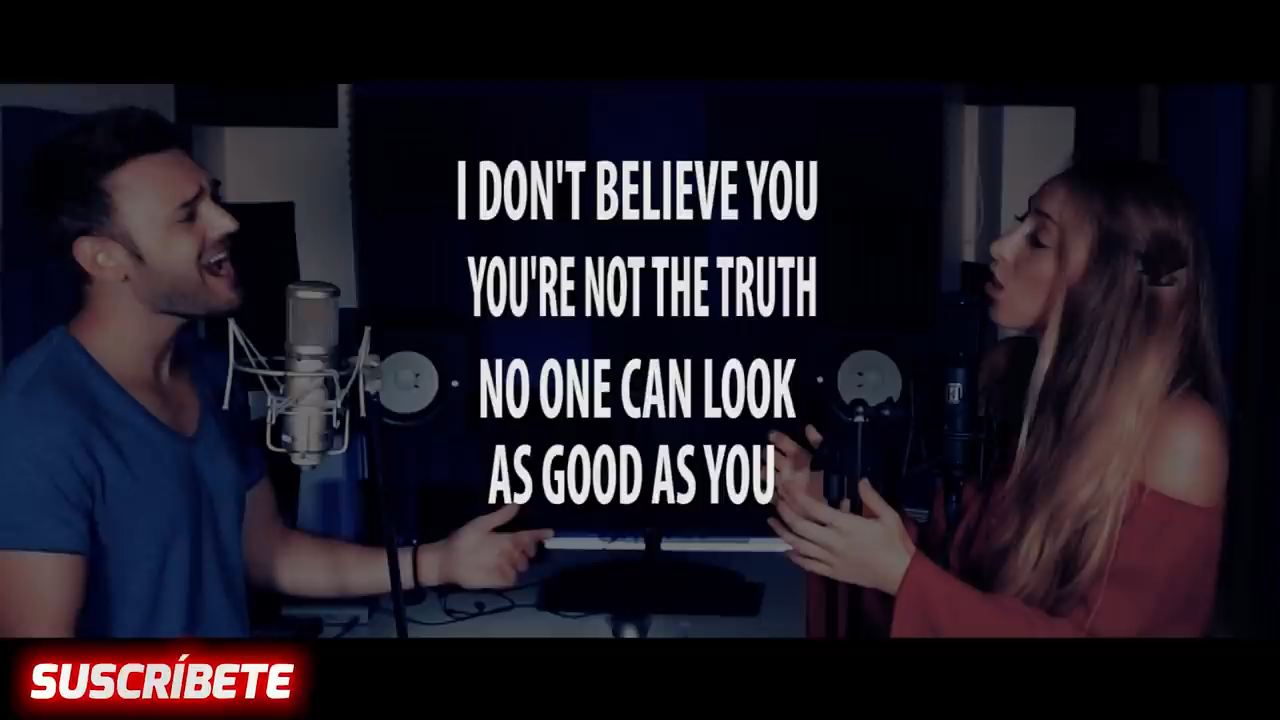 I DON'T BELIEVE YOU
YOU'RE NOT THE TRUTH
NO ONE CAN LOOK
AS GOOD AS YOU
SUSCRÍBETE